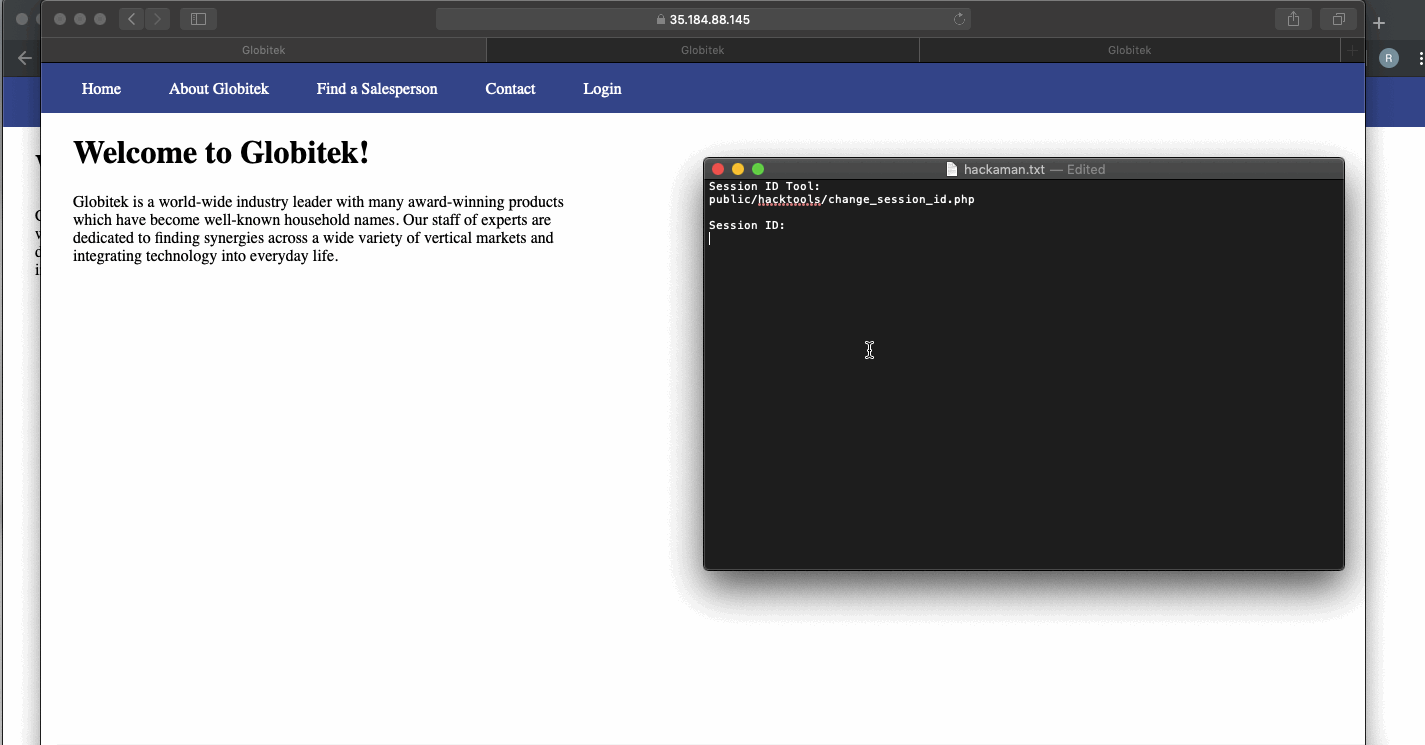 35.184.88.145
Globitek
Globitek
Globitek
R
Home
About Globitek
Find a Salesperson
Contact
Login
Welcome to Globitek!
Globitek is a world-wide industry leader with many award-winning products
which have become well-known household names. Our staff of experts are
dedicated to finding synergies across a wide variety of vertical markets and
integrating technology into everyday life.
hackaman.txt — Edited
Session ID Tool:
public/hacktools/change_session_id.php
Session ID: